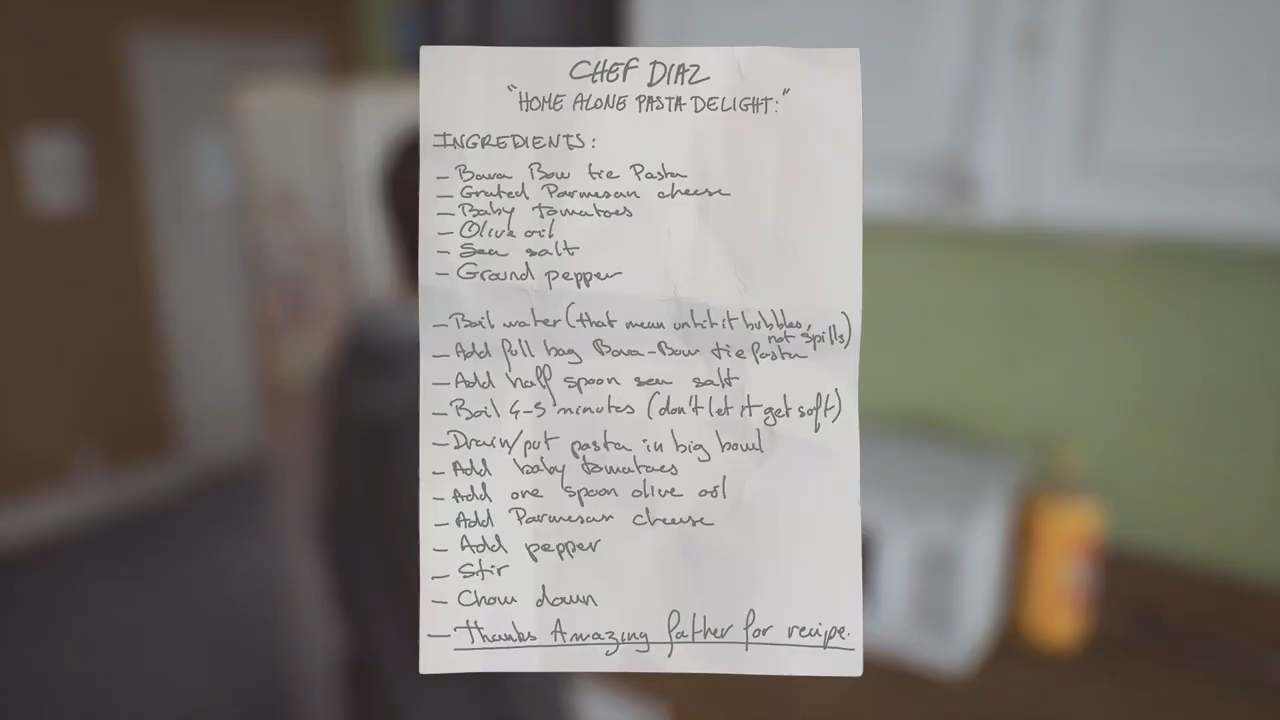 CHEF DIAZ
"HOME ALONE PASTA DELIGHT:"
INGREDIENTS:
- Bava Bow tie Pasta
- Grated Parmesan cheese
- Baby tomatoes
- Olive oil
- Sea salt
- Ground pepper
- Boil water (that mean until it bubbles,
not spills)
- Add full bag Bava-Bow tie Pasta
- Add half spoon sea salt
- Boil 4-5 minutes (don't let it get soft)
- Drain/put pasta in big bowl
- Add baby tomatoes
- Add one spoon olive oil
- Add Parmesan cheese
- Add pepper
- Stir
- Chow down
- Thanks Amazing father for recipe.